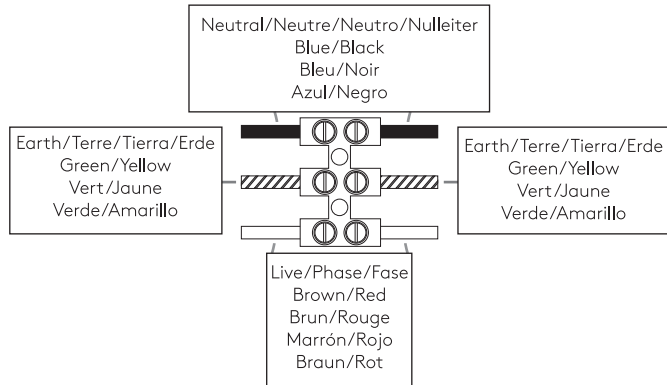 Neutral/Neutre/Neutro/Nulleiter
Blue/Black
Bleu/Noir
Azul/Negro
Earth/Terre/Tierra/Erde
Green/Yellow
Vert/Jaune
Verde/Amarillo
Earth/Terre/Tierra/Erde
Green/Yellow
Vert/Jaune
Verde/Amarillo
Live/Phase/Fase
Brown/Red
Brun/Rouge
Marrón/Rojo
Braun/Rot